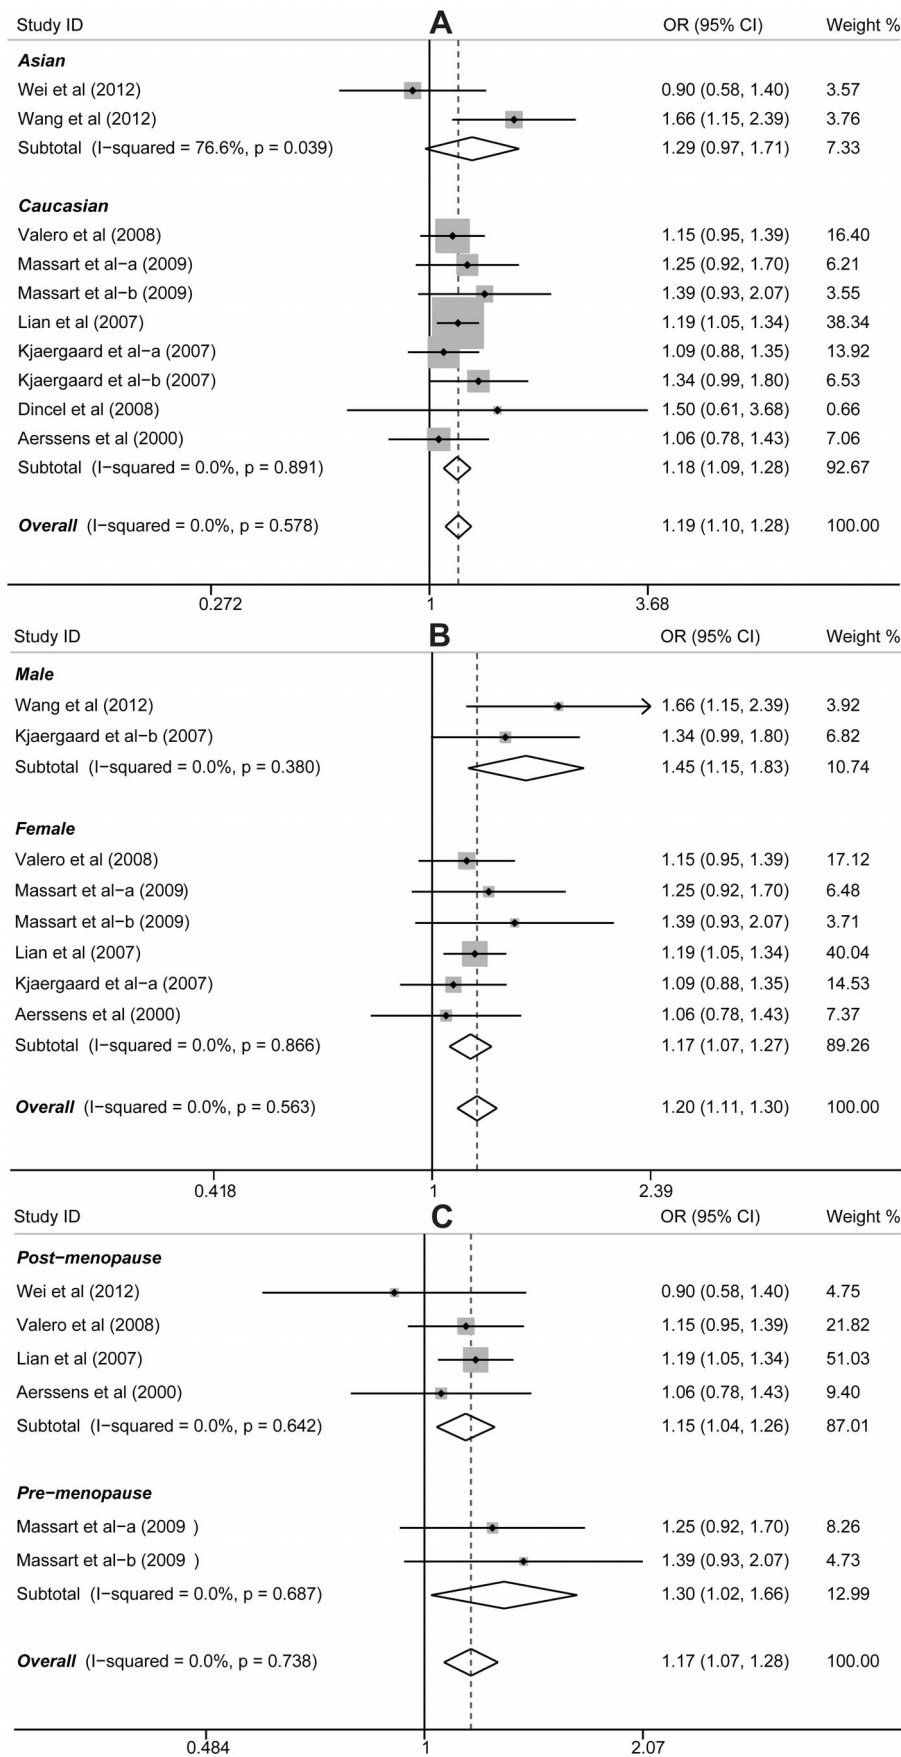 Study ID A OR (95% CI) Weight %
Asian
Wei et al (2012) 0.90 (0.58, 1.40) 3.57
Wang et al (2012) 1.66 (1.15, 2.39) 3.76
Subtotal (I−squared = 76.6%, p = 0.039) 1.29 (0.97, 1.71) 7.33
Caucasian
Valero et al (2008) 1.15 (0.95, 1.39) 16.40
Massart et al−a (2009) 1.25 (0.92, 1.70) 6.21
Massart et al−b (2009) 1.39 (0.93, 2.07) 3.55
Lian et al (2007) 1.19 (1.05, 1.34) 38.34
Kjaergaard et al−a (2007) 1.09 (0.88, 1.35) 13.92
Kjaergaard et al−b (2007) 1.34 (0.99, 1.80) 6.53
Dincel et al (2008) 1.50 (0.61, 3.68) 0.66
Aerssens et al (2000) 1.06 (0.78, 1.43) 7.06
Subtotal (I−squared = 0.0%, p = 0.891) 1.18 (1.09, 1.28) 92.67
Overall (I−squared = 0.0%, p = 0.578) 1.19 (1.10, 1.28) 100.00
0.272 1 3.68
Study ID B OR (95% CI) Weight %
Male
Wang et al (2012) 1.66 (1.15, 2.39) 3.92
Kjaergaard et al−b (2007) 1.34 (0.99, 1.80) 6.82
Subtotal (I−squared = 0.0%, p = 0.380) 1.45 (1.15, 1.83) 10.74
Female
Valero et al (2008) 1.15 (0.95, 1.39) 17.12
Massart et al−a (2009) 1.25 (0.92, 1.70) 6.48
Massart et al−b (2009) 1.39 (0.93, 2.07) 3.71
Lian et al (2007) 1.19 (1.05, 1.34) 40.04
Kjaergaard et al−a (2007) 1.09 (0.88, 1.35) 14.53
Aerssens et al (2000) 1.06 (0.78, 1.43) 7.37
Subtotal (I−squared = 0.0%, p = 0.866) 1.17 (1.07, 1.27) 89.26
Overall (I−squared = 0.0%, p = 0.563) 1.20 (1.11, 1.30) 100.00
0.418 1 2.39
Study ID C OR (95% CI) Weight %
Post−menopause
Wei et al (2012) 0.90 (0.58, 1.40) 4.75
Valero et al (2008) 1.15 (0.95, 1.39) 21.82
Lian et al (2007) 1.19 (1.05, 1.34) 51.03
Aerssens et al (2000) 1.06 (0.78, 1.43) 9.40
Subtotal (I−squared = 0.0%, p = 0.642) 1.15 (1.04, 1.26) 87.01
Pre−menopause
Massart et al−a (2009 ) 1.25 (0.92, 1.70) 8.26
Massart et al−b (2009 ) 1.39 (0.93, 2.07) 4.73
Subtotal (I−squared = 0.0%, p = 0.687) 1.30 (1.02, 1.66) 12.99
Overall (I−squared = 0.0%, p = 0.738) 1.17 (1.07, 1.28) 100.00
0.484 1 2.07